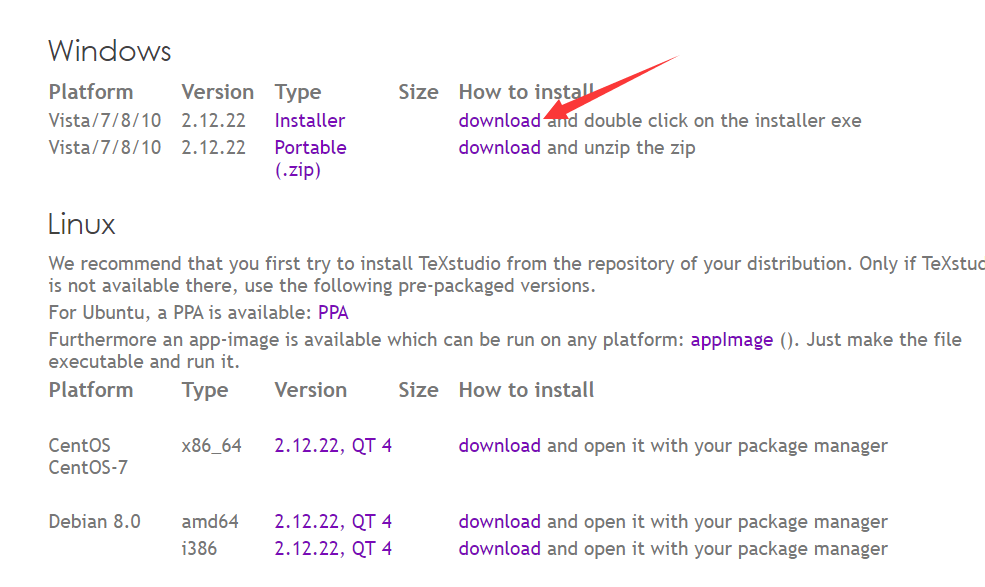 Windows
Platform Version Type Size How to install
Vista/7/8/10 2.12.22 Installer download and double click on the installer exe
Vista/7/8/10 2.12.22 Portable download and unzip the zip
(.zip)
Linux
We recommend that you first try to install TeXstudio from the repository of your distribution. Only if TeXstud
is not available there, use the following pre-packaged versions.
For Ubuntu, a PPA is available: PPA
Furthermore an app-image is available which can be run on any platform: appImage (). Just make the file
executable and run it.
Platform Type Version Size How to install
CentOS x86_64 2.12.22, QT 4 download and open it with your package manager
CentOS-7
Debian 8.0 amd64 2.12.22, QT 4 download and open it with your package manager
i386 2.12.22, QT 4 download and open it with your package manager